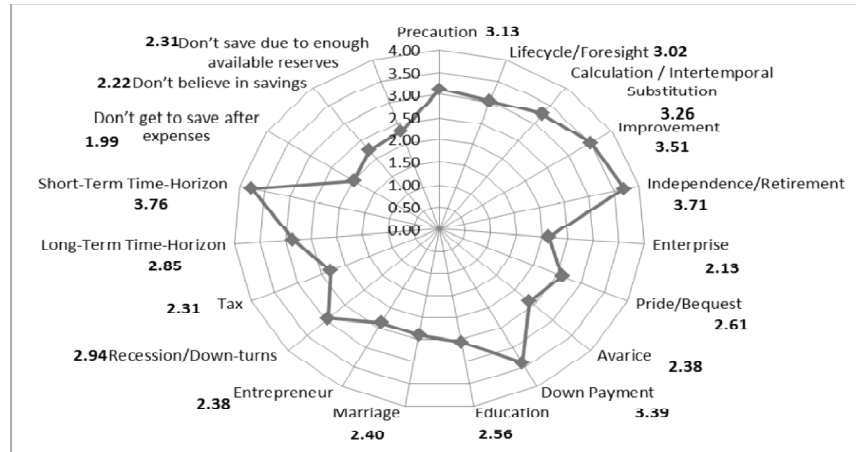 Precaution 3.13
Lifecycle/Foresight 3.02
Calculation / Intertemporal
Substitution
3.26
Improvement
3.51
Independence/Retirement
3.71
Enterprise
2.13
Pride/Bequest
2.61
Avarice
2.38
Down Payment
3.39
Education
2.56
Marriage
2.40
Entrepreneur
2.38
2.94 Recession/Down-turns
Tax
2.31
Long-Term Time-Horizon
2.85
Short-Term Time-Horizon
3.76
Don't get to save after
expenses
1.99
2.22 Don't believe in savings
2.31 Don't save due to enough
available reserves
4.00
3.50
3.00
2.50
2.00
1.50
1.00
0.50
0.00